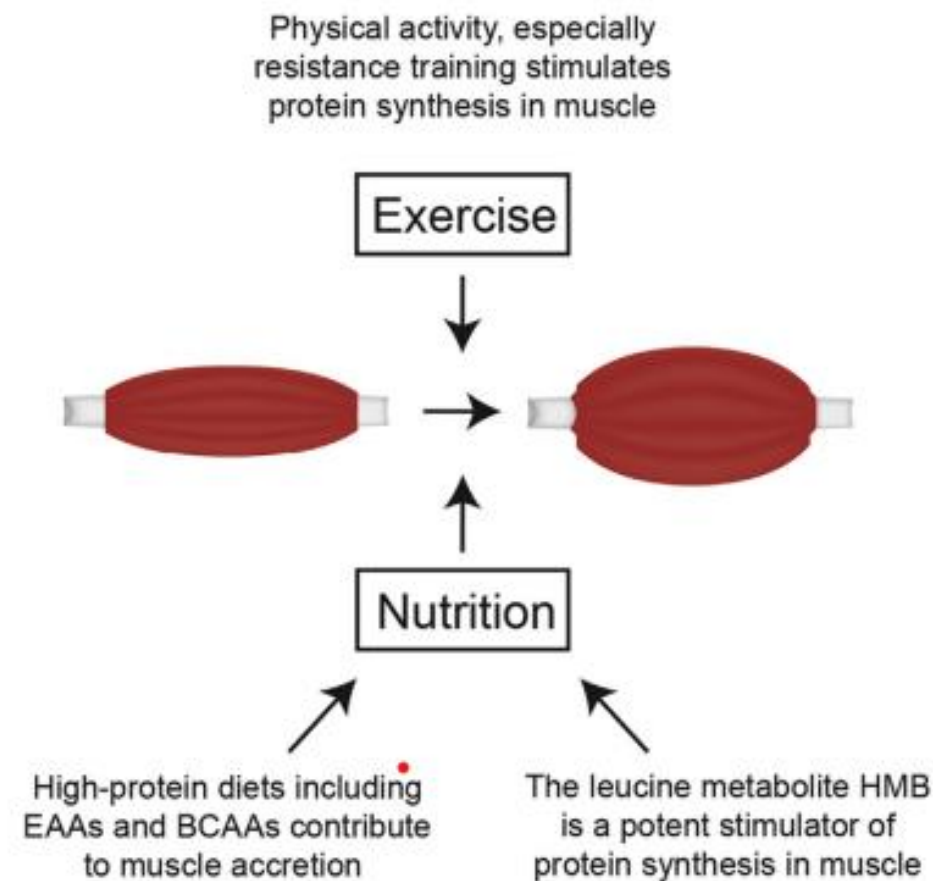 Physical activity, especially
resistance training stimulates
protein synthesis in muscle
Exercise
Nutrition
High-protein diets including
EAAs and BCAAs contribute
to muscle accretion
The leucine metabolite HMB
is a potent stimulator of
protein synthesis in muscle